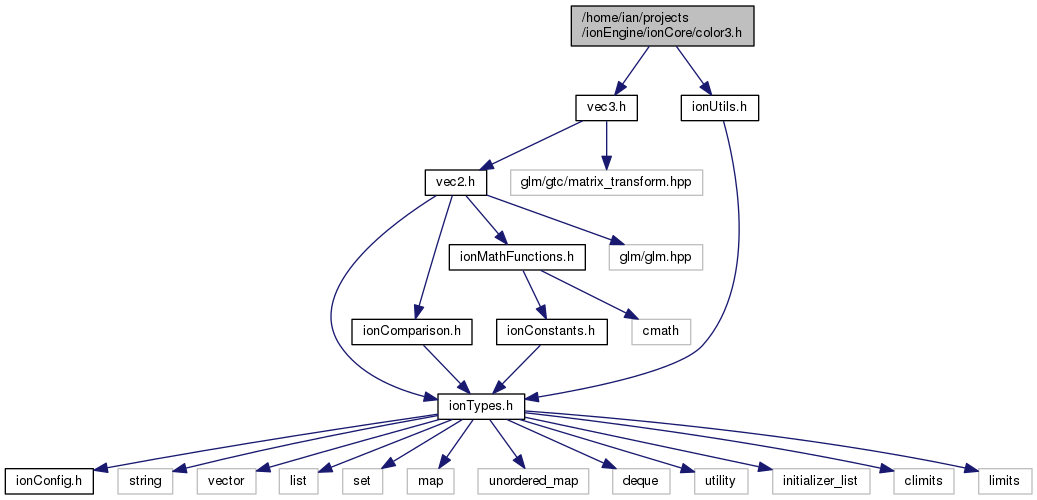 /home/ian/projects
/ionEngine/ionCore/color3.h
vec3.h
ionUtils.h
vec2.h
glm/gtc/matrix_transform.hpp
ionMathFunctions.h
glm/glm.hpp
ionComparison.h
ionConstants.h
cmath
ionTypes.h
ionConfig.h
string
vector
list
set
map
unordered_map
deque
utility
initializer_list
climits
limits